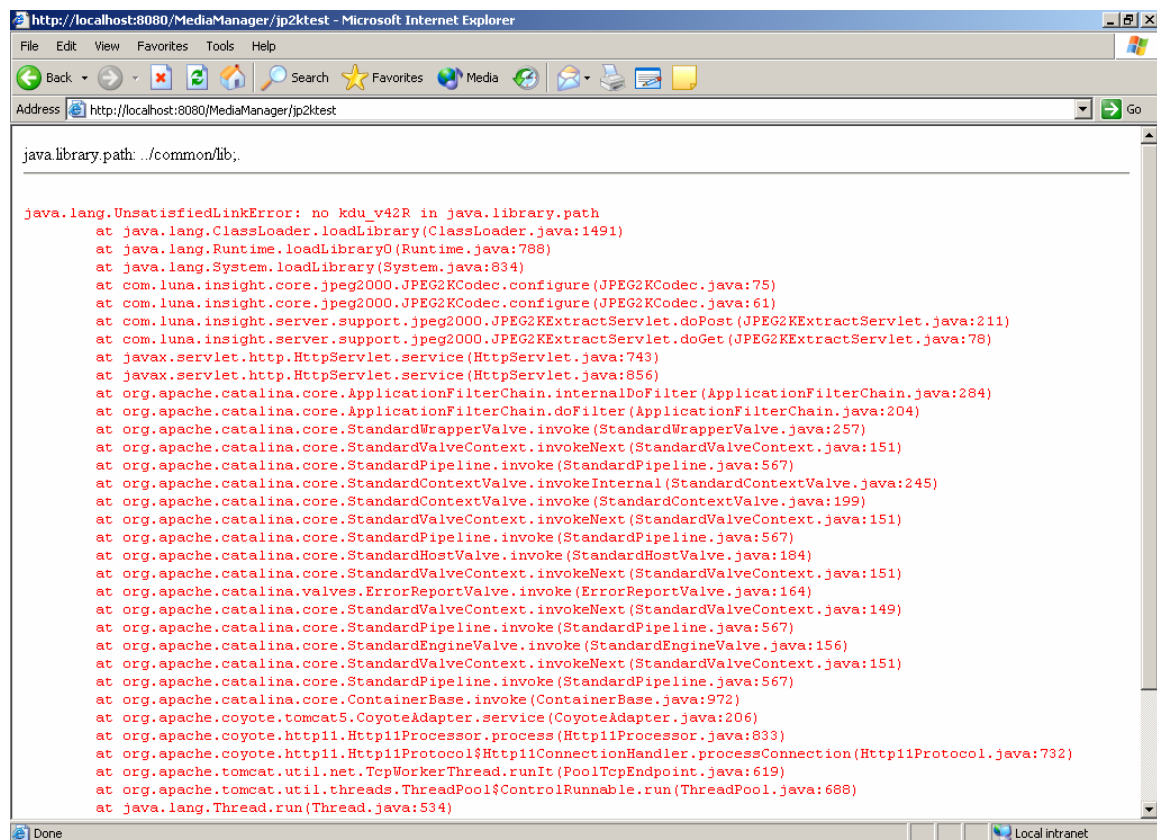 http://localhost:8080/MediaManager/jp2ktest - Microsoft Internet Explorer
File Edit View Favorites Tools Help
Back Search Favorites Media
Address http://localhost:8080/MediaManager/jp2ktest Go
java.library.path: ../common/lib;.
java.lang.UnsatisfiedLinkError: no kdu_v42R in java.library.path
at java.lang.ClassLoader.loadLibrary(ClassLoader.java:1491)
at java.lang.Runtime.loadLibrary0(Runtime.java:788)
at java.lang.System.loadLibrary(System.java:834)
at com.luna.insight.core.jpeg2000.JPEG2KCodec.configure(JPEG2KCodec.java:75)
at com.luna.insight.core.jpeg2000.JPEG2KCodec.configure(JPEG2KCodec.java:61)
at com.luna.insight.server.support.jpeg2000.JPEG2KExtractServlet.doPost(JPEG2KExtractServlet.java:211)
at com.luna.insight.server.support.jpeg2000.JPEG2KExtractServlet.doGet(JPEG2KExtractServlet.java:78)
at javax.servlet.http.HttpServlet.service(HttpServlet.java:743)
at javax.servlet.http.HttpServlet.service(HttpServlet.java:856)
at org.apache.catalina.core.ApplicationFilterChain.internalDoFilter(ApplicationFilterChain.java:284)
at org.apache.catalina.core.ApplicationFilterChain.doFilter(ApplicationFilterChain.java:204)
at org.apache.catalina.core.StandardWrapperValve.invoke(StandardWrapperValve.java:257)
at org.apache.catalina.core.StandardValveContext.invokeNext(StandardValveContext.java:151)
at org.apache.catalina.core.StandardPipeline.invoke(StandardPipeline.java:567)
at org.apache.catalina.core.StandardContextValve.invokeInternal(StandardContextValve.java:245)
at org.apache.catalina.core.StandardContextValve.invoke(StandardContextValve.java:199)
at org.apache.catalina.core.StandardValveContext.invokeNext(StandardValveContext.java:151)
at org.apache.catalina.core.StandardPipeline.invoke(StandardPipeline.java:567)
at org.apache.catalina.core.StandardHostValve.invoke(StandardHostValve.java:184)
at org.apache.catalina.core.StandardValveContext.invokeNext(StandardValveContext.java:151)
at org.apache.catalina.valves.ErrorReportValve.invoke(ErrorReportValve.java:164)
at org.apache.catalina.core.StandardValveContext.invokeNext(StandardValveContext.java:149)
at org.apache.catalina.core.StandardPipeline.invoke(StandardPipeline.java:567)
at org.apache.catalina.core.StandardEngineValve.invoke(StandardEngineValve.java:156)
at org.apache.catalina.core.StandardValveContext.invokeNext(StandardValveContext.java:151)
at org.apache.catalina.core.StandardPipeline.invoke(StandardPipeline.java:567)
at org.apache.catalina.core.ContainerBase.invoke(ContainerBase.java:972)
at org.apache.coyote.tomcat5.CoyoteAdapter.service(CoyoteAdapter.java:206)
at org.apache.coyote.http11.Http11Processor.process(Http11Processor.java:833)
at org.apache.coyote.http11.Http11Protocol$Http11ConnectionHandler.processConnection(Http11Protocol.java:732)
at org.apache.tomcat.util.net.TcpWorkerThread.runIt(PoolTcpEndpoint.java:619)
at org.apache.tomcat.util.threads.ThreadPool$ControlRunnable.run(ThreadPool.java:688)
at java.lang.Thread.run(Thread.java:534)
Done Local intranet